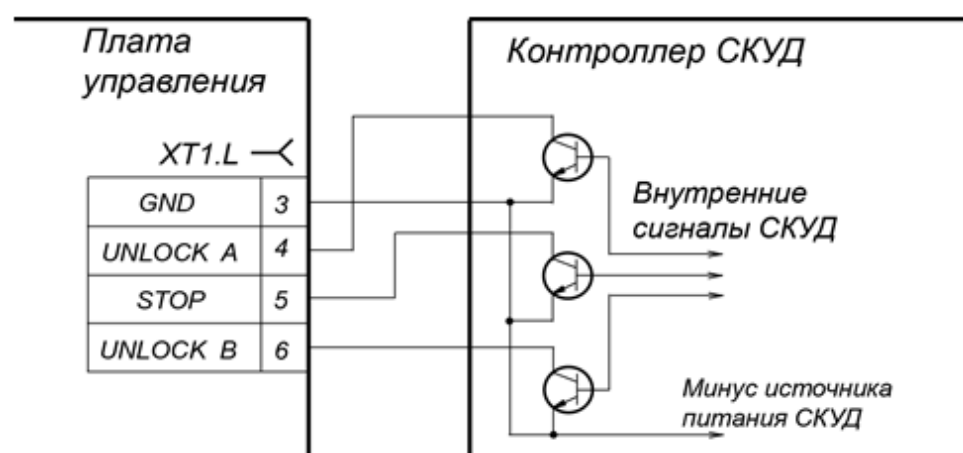 Плата
управления
Контроллер СКУД
XT1.L
GND 3
UNLOCK A 4
STOP 5
UNLOCK B 6
Внутренние
сигналы СКУД
Минус источника
питания СКУД